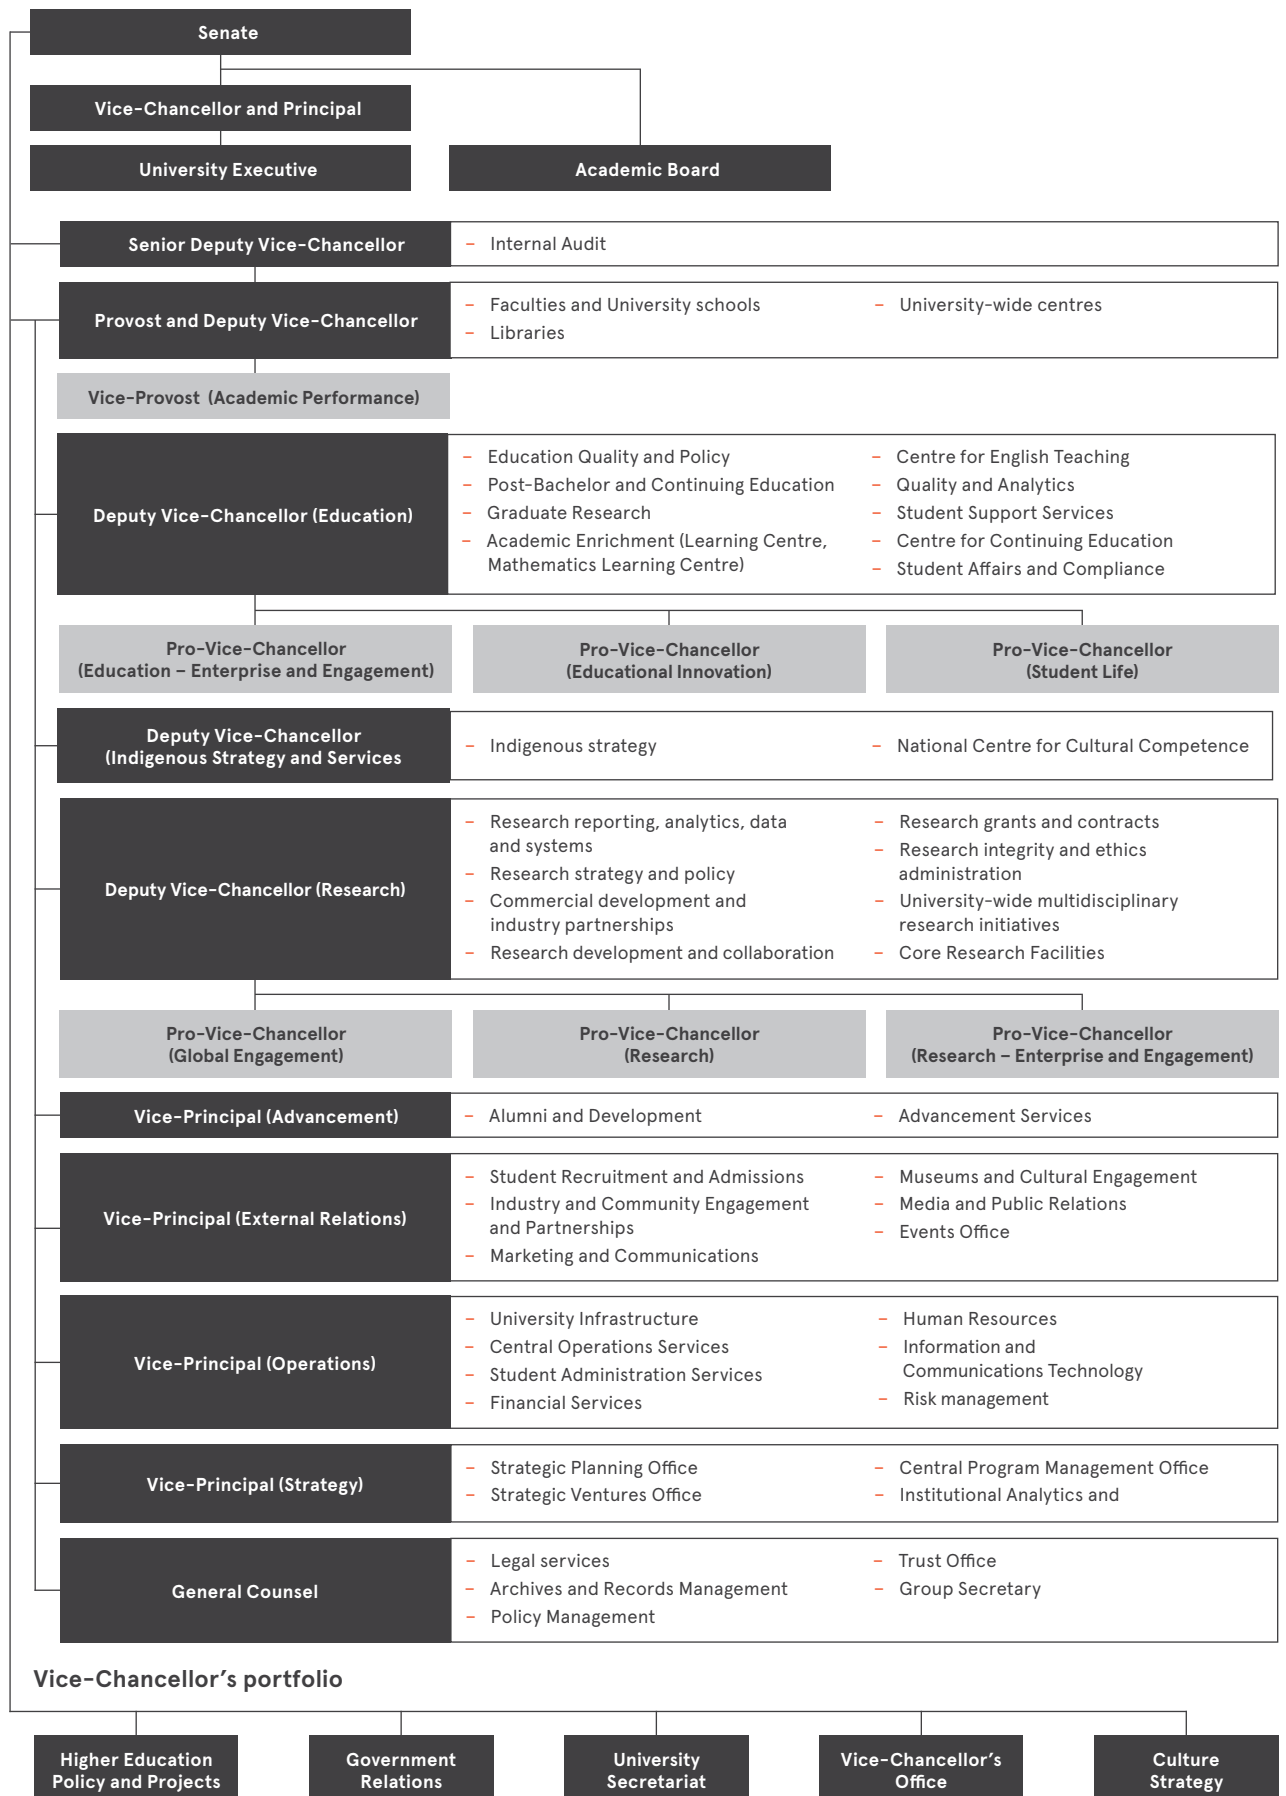 Senate
Vice-Chancellor and Principal
University Executive
Academic Board
Senior Deputy Vice-Chancellor
– Internal Audit
Provost and Deputy Vice-Chancellor
– Faculties and University schools
– Libraries
– University-wide centres
Vice-Provost (Academic Performance)
Deputy Vice-Chancellor (Education)
– Education Quality and Policy
– Post-Bachelor and Continuing Education
– Graduate Research
– Academic Enrichment (Learning Centre,
Mathematics Learning Centre)
– Centre for English Teaching
– Quality and Analytics
– Student Support Services
– Centre for Continuing Education
– Student Affairs and Compliance
Pro-Vice-Chancellor
(Education – Enterprise and Engagement)
Pro-Vice-Chancellor
(Educational Innovation)
Pro-Vice-Chancellor
(Student Life)
Deputy Vice-Chancellor
(Indigenous Strategy and Services
– Indigenous strategy
– National Centre for Cultural Competence
Deputy Vice-Chancellor (Research)
– Research reporting, analytics, data
and systems
– Research strategy and policy
– Commercial development and
industry partnerships
– Research development and collaboration
– Research grants and contracts
– Research integrity and ethics
administration
– University-wide multidisciplinary
research initiatives
– Core Research Facilities
Pro-Vice-Chancellor
(Global Engagement)
Pro-Vice-Chancellor
(Research)
Pro-Vice-Chancellor
(Research – Enterprise and Engagement)
Vice-Principal (Advancement)
– Alumni and Development
– Advancement Services
Vice-Principal (External Relations)
– Student Recruitment and Admissions
– Industry and Community Engagement
and Partnerships
– Marketing and Communications
– Museums and Cultural Engagement
– Media and Public Relations
– Events Office
Vice-Principal (Operations)
– University Infrastructure
– Central Operations Services
– Student Administration Services
– Financial Services
– Human Resources
– Information and
Communications Technology
– Risk management
Vice-Principal (Strategy)
– Strategic Planning Office
– Strategic Ventures Office
– Central Program Management Office
– Institutional Analytics and
General Counsel
– Legal services
– Archives and Records Management
– Policy Management
– Trust Office
– Group Secretary
Vice-Chancellor's portfolio
Higher Education
Policy and Projects
Government
Relations
University
Secretariat
Vice-Chancellor's
Office
Culture
Strategy